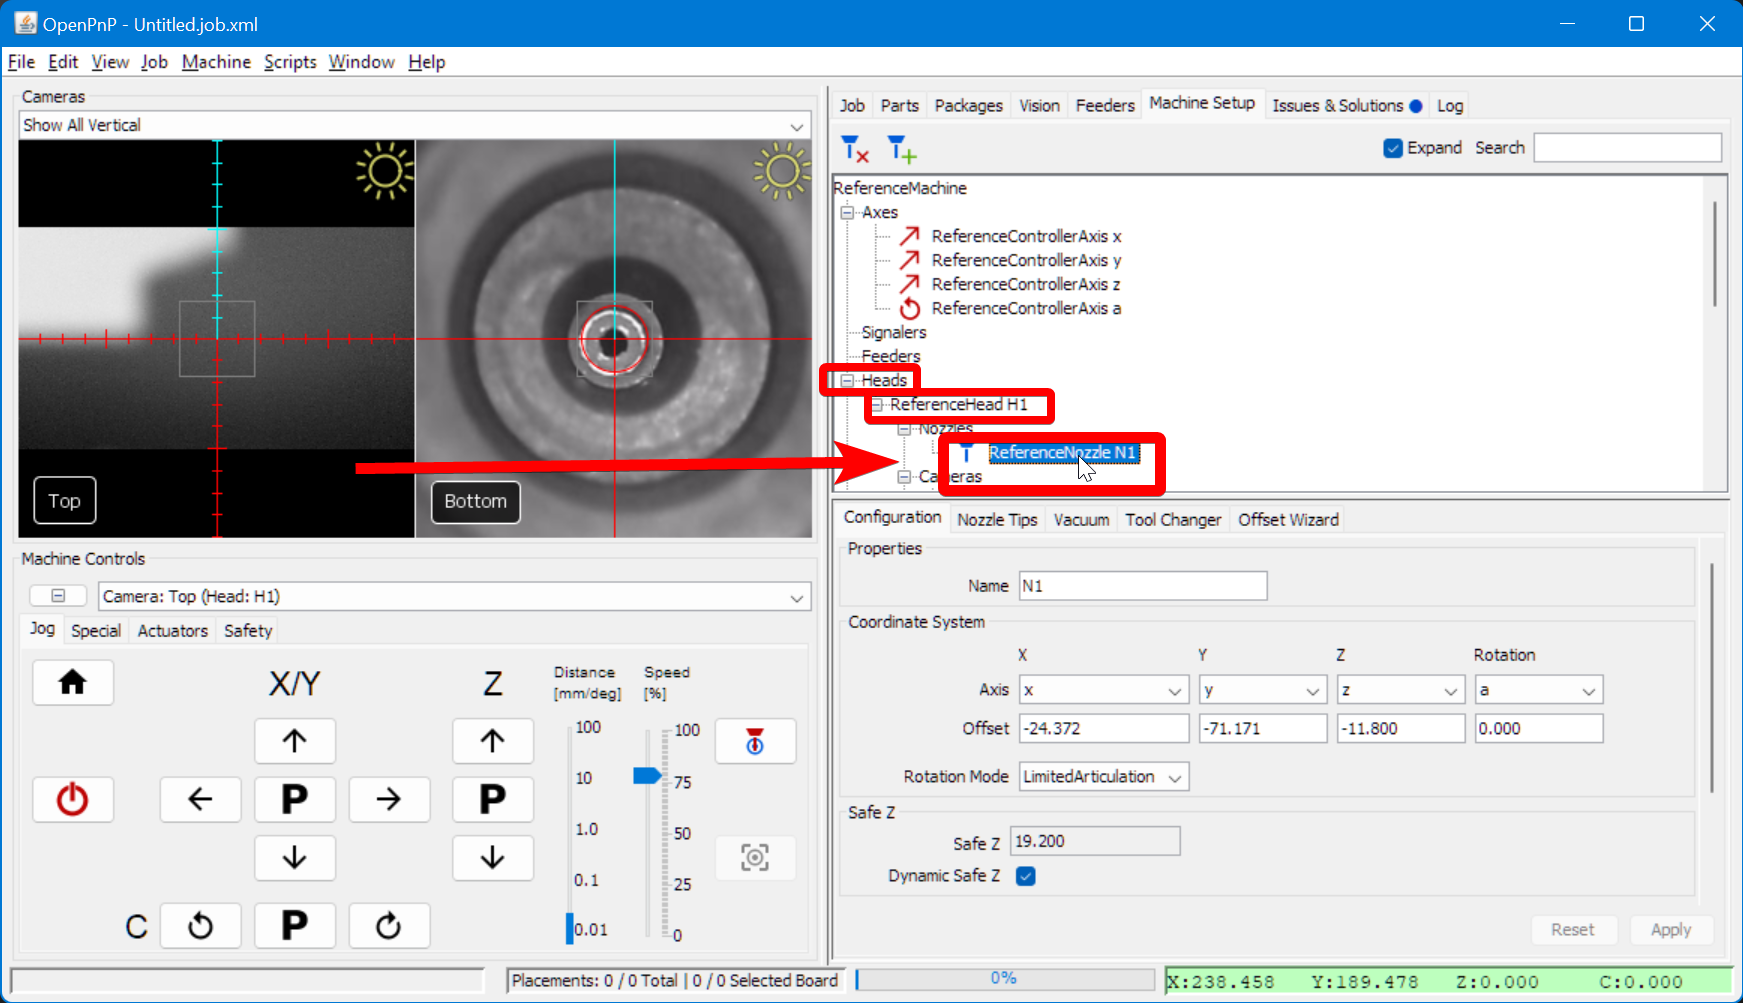 OpenPnP - Untitled.job.xml
File Edit View Job Machine Scripts Window Help
Cameras
Show All Vertical
Top
Bottom
Machine Controls
Camera: Top (Head: H1)
Jog Special Actuators Safety
X/Y Z
Distance [mm/deg]
Speed [%]
100
10
1.0
0.1
0.01
100
75
50
25
0
P P
C P
Job Parts Packages Vision Feeders Machine Setup Issues & Solutions Log
Expand Search
ReferenceMachine
Axes
ReferenceControllerAxis x
ReferenceControllerAxis y
ReferenceControllerAxis z
ReferenceControllerAxis a
Signalers
Feeders
Heads
ReferenceHead H1
Nozzles
ReferenceNozzle N1
Cameras
Configuration Nozzle Tips Vacuum Tool Changer Offset Wizard
Properties
Name N1
Coordinate System
X Y Z Rotation
Axis x y z a
Offset -24.372 -71.171 -11.800 0.000
Rotation Mode LimitedArticulation
Safe Z
Safe Z 19.200
Dynamic Safe Z
Reset Apply
Placements: 0 / 0 Total | 0 / 0 Selected Board
0%
X:238.458 Y:189.478 Z:0.000 C:0.000